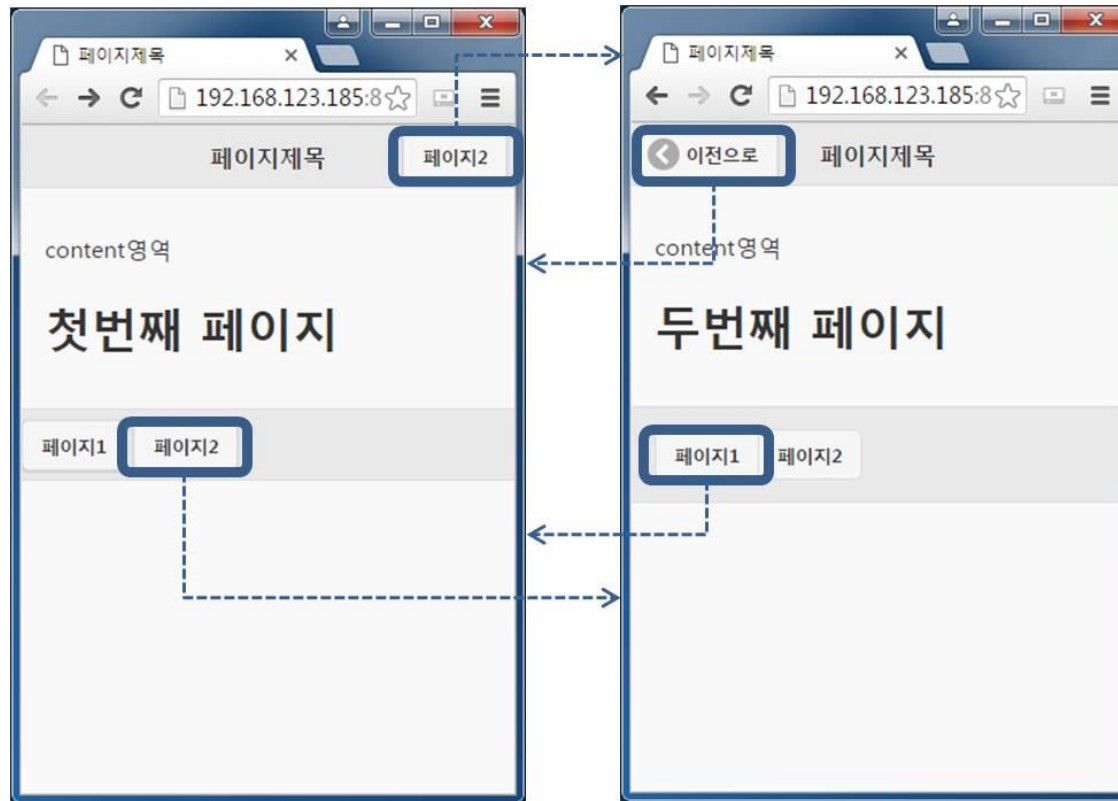 페이지제목
192.168.123.185:8
페이지제목
페이지2
content영역
첫번째 페이지
페이지1
페이지2
페이지제목
192.168.123.185:8
이전으로
페이지제목
content영역
두번째 페이지
페이지1
페이지2